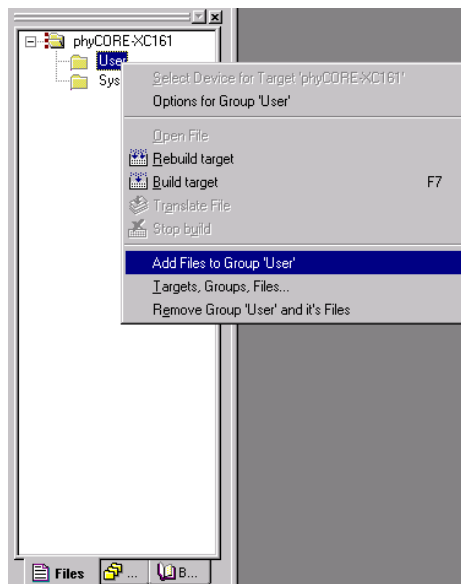 phyCORE-XC161
User
Sys
Select Device for Target 'phyCORE-XC161'
Options for Group 'User'
Open File
Rebuild target
Build target F7
Translate File
Stop build
Add Files to Group 'User'
Targets, Groups, Files...
Remove Group 'User' and it's Files
Files ... B...